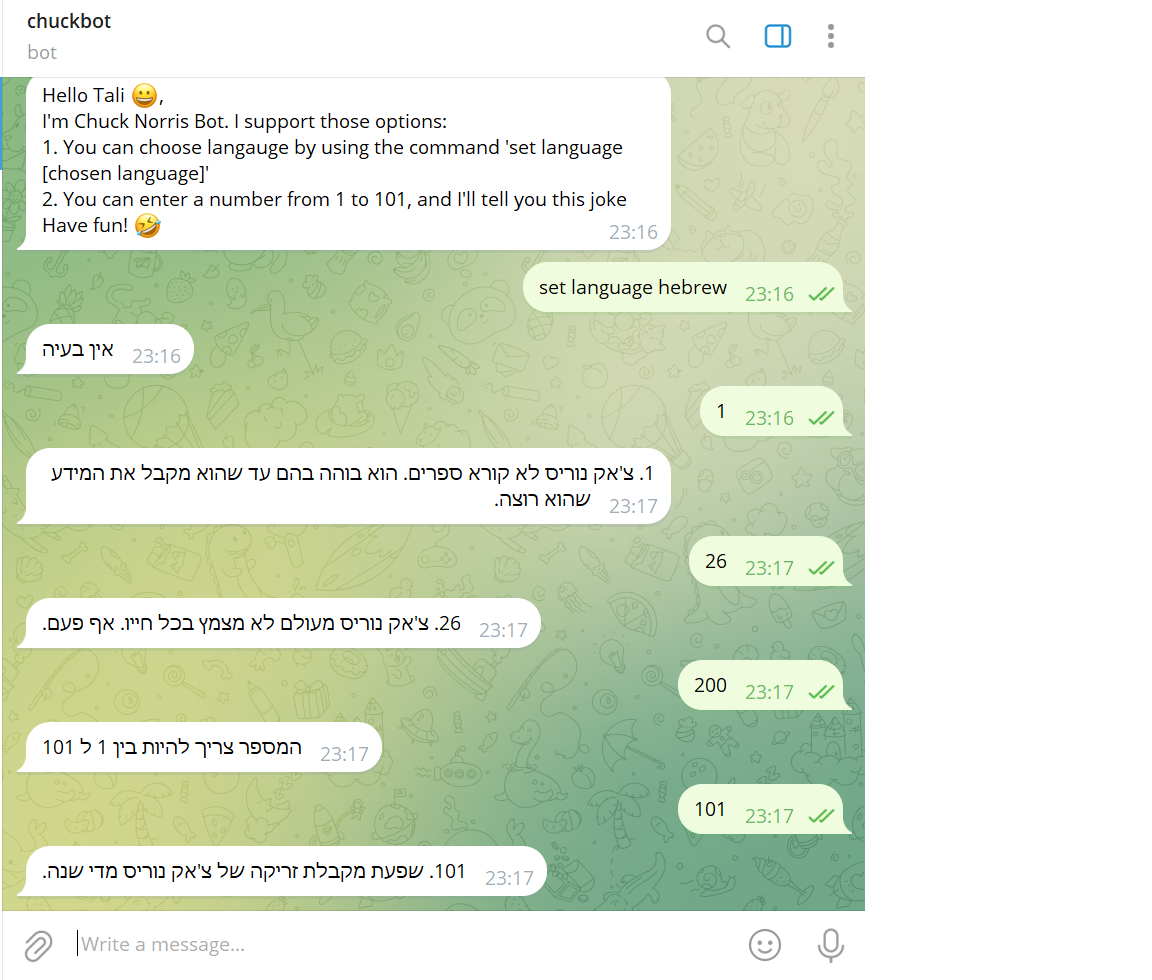 chuckbot
bot
Hello Tali 😀,
I'm Chuck Norris Bot. I support those options:
1. You can choose langauge by using the command 'set language
[chosen language]'
2. You can enter a number from 1 to 101, and I'll tell you this joke
Have fun! 🤣
23:16
set language hebrew 23:16
אין בעיה 23:16
1 23:16
1. צ'אק נוריס לא קורא ספרים. הוא בוהה בהם עד שהוא מקבל את המידע
שהוא רוצה. 23:17
26 23:17
26. צ'אק נוריס מעולם לא מצמץ בכל חייו. אף פעם. 23:17
200 23:17
המספר צריך להיות בין 1 ל 101 23:17
101 23:17
101. שפעת מקבלת זריקה של צ'אק נוריס מדי שנה. 23:17
Write a message...